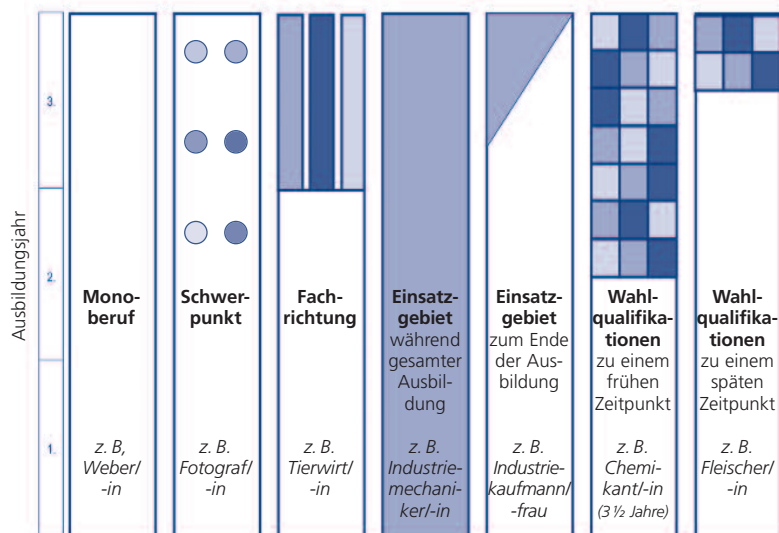 Ausbildungsjahr
3.
2.
1.
Mono-
beruf
z. B,
Weber/
-in
Schwer-
punkt
z. B.
Fotograf/
-in
Fach-
richtung
z. B.
Tierwirt/
-in
Einsatz-
gebiet
während
gesamter
Ausbil-
dung
z. B.
Industrie-
mechani-
ker/-in
Einsatz-
gebiet
zum Ende
der Aus-
bildung
z. B.
Industrie-
kaufmann/
-frau
Wahl-
qualifika-
tionen
zu einem
frühen
Zeitpunkt
z. B.
Chemi-
kant/-in
(3 ½ Jahre)
Wahl-
qualifika-
tionen
zu einem
späten
Zeitpunkt
z. B.
Fleischer/
-in